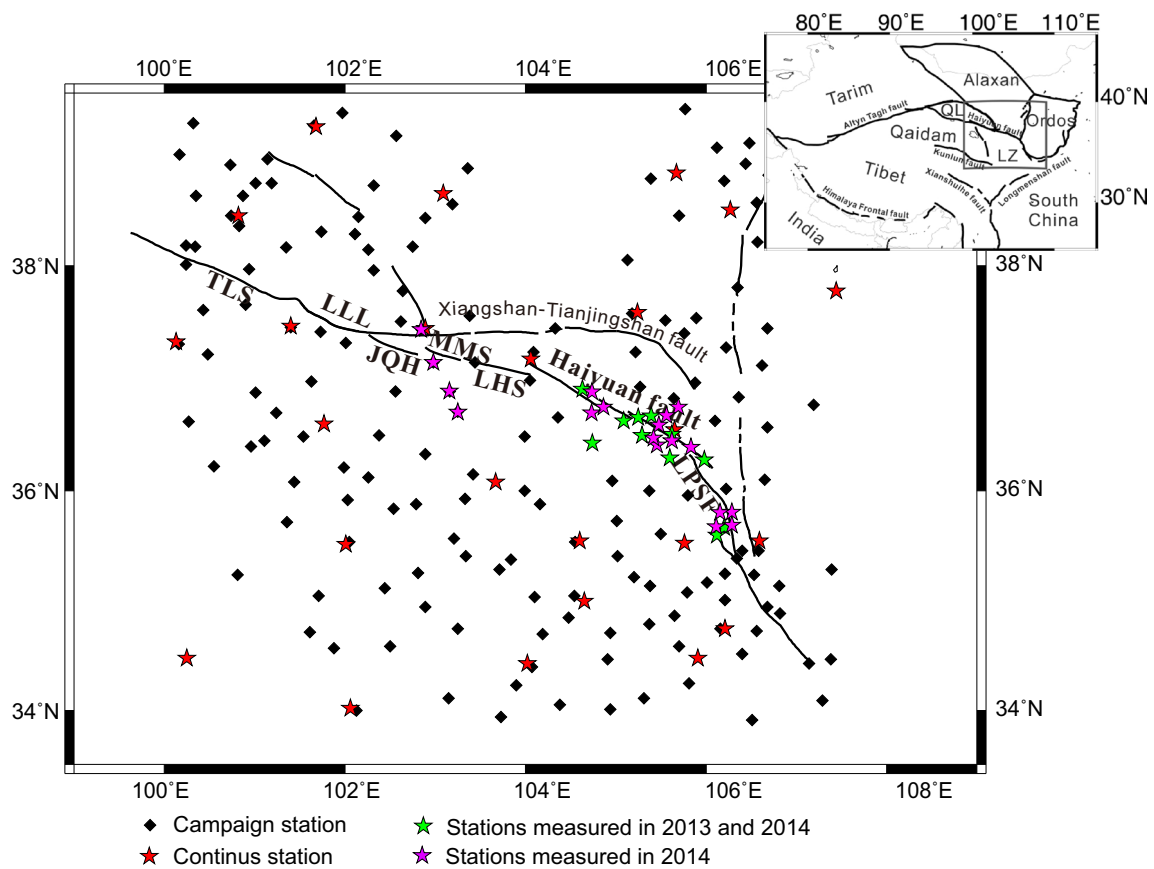 80°E 90°E 100°E 110°E
100°E 102°E 104°E 106°E
Alaxan
Tarim
40°N
QL
Haiyuan fault
Ordos
Altyn Tagh fault
Qaidam
LZ
Kunlun fault
Tibet
Xianshuihe fault
Longmenshan fault
Himalaya Frontal fault
South
China
30°N
India
38°N
38°N
TLS
LLL
Xiangshan-Tianjingshan fault
MMS
JQH
LHS
Haiyuan fault
LPSF
36°N
36°N
34°N
34°N
100°E 102°E 104°E 106°E 108°E
Campaign station
Stations measured in 2013 and 2014
Continus station
Stations measured in 2014